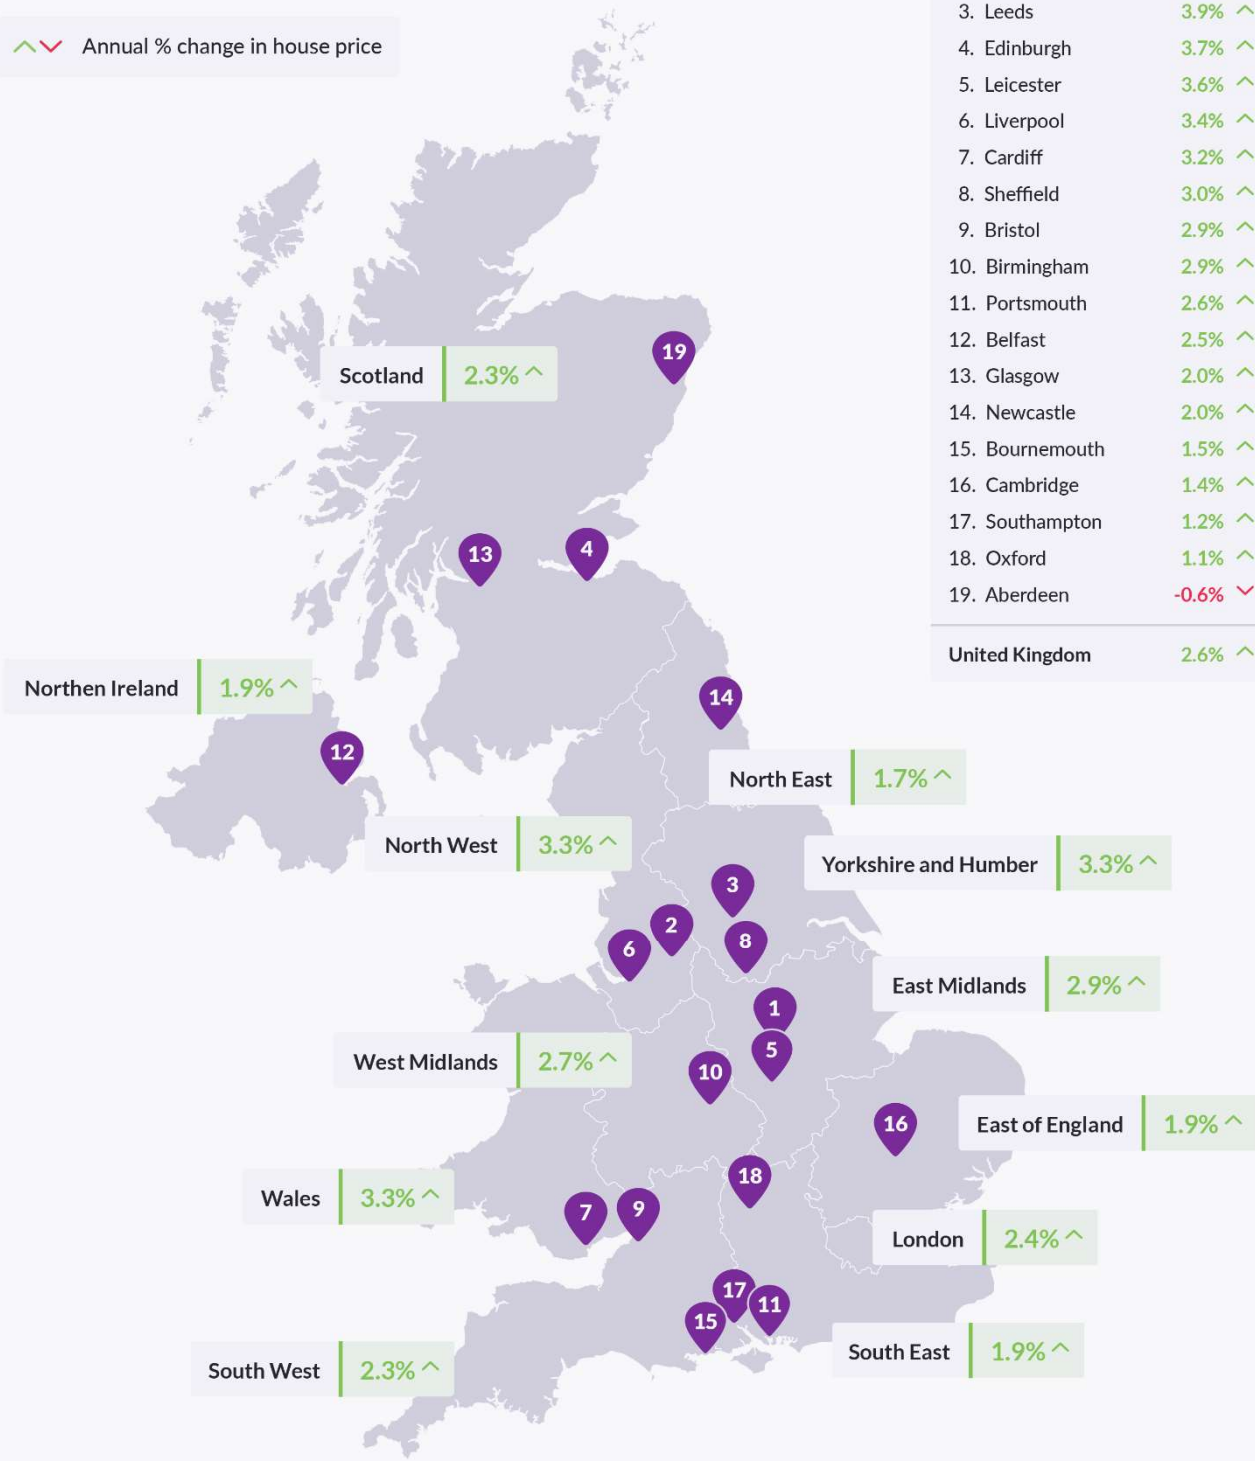 Annual % change in house price
3. Leeds 3.9%
4. Edinburgh 3.7%
5. Leicester 3.6%
6. Liverpool 3.4%
7. Cardiff 3.2%
8. Sheffield 3.0%
9. Bristol 2.9%
10. Birmingham 2.9%
11. Portsmouth 2.6%
12. Belfast 2.5%
13. Glasgow 2.0%
14. Newcastle 2.0%
15. Bournemouth 1.5%
16. Cambridge 1.4%
17. Southampton 1.2%
18. Oxford 1.1%
19. Aberdeen -0.6%
United Kingdom 2.6%
19
Scotland 2.3%
13
4
Northen Ireland 1.9%
14
12
North East 1.7%
North West 3.3%
Yorkshire and Humber 3.3%
3
2
8
6
East Midlands 2.9%
1
5
West Midlands 2.7%
10
16
East of England 1.9%
18
Wales 3.3%
7
9
London 2.4%
17
11
15
South East 1.9%
South West 2.3%